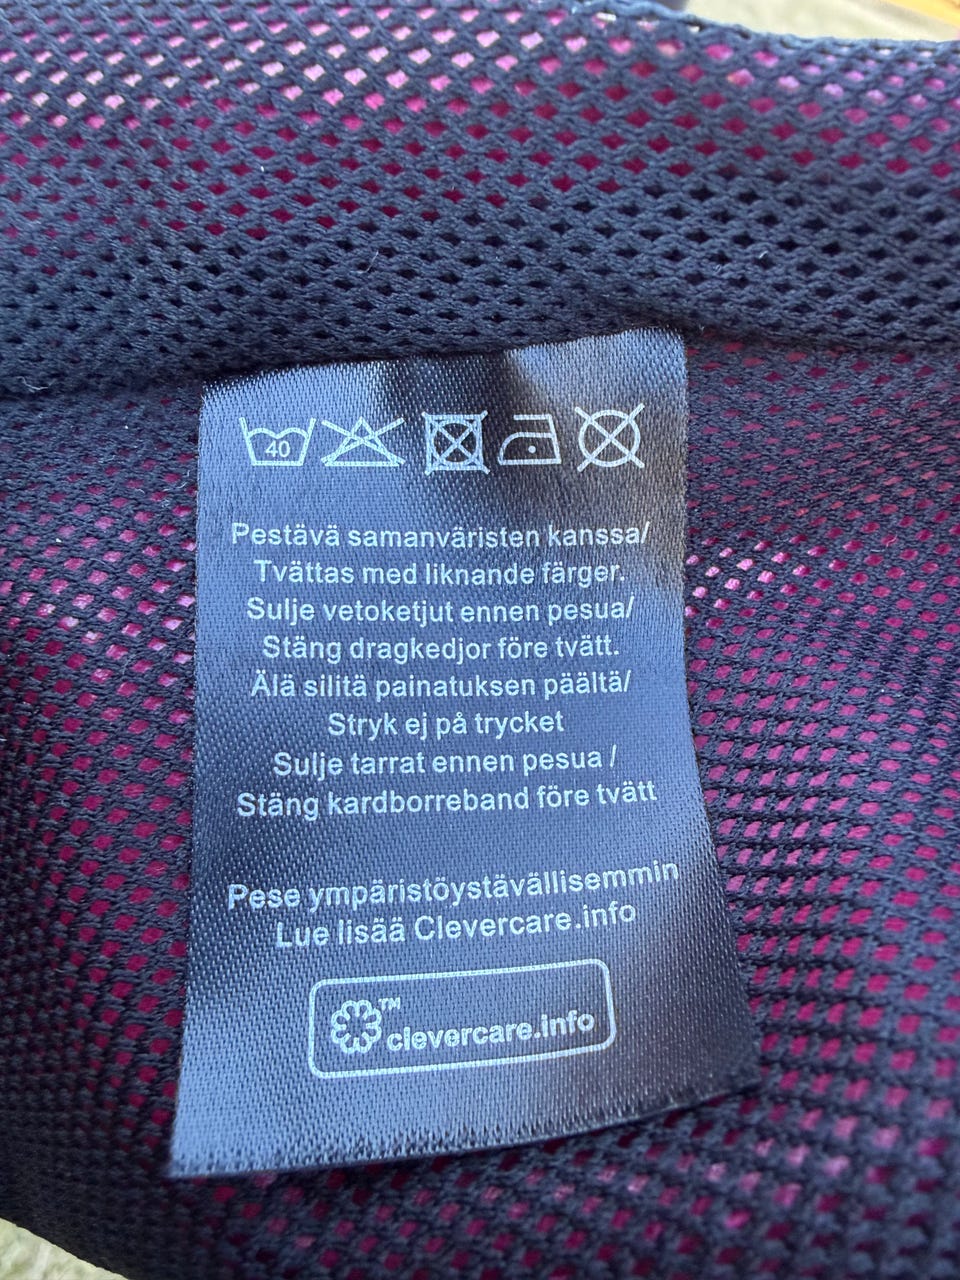 40
Pestävä samanväristen kanssa/
Tvättas med liknande färger.
Sulje vetoketjut ennen pesua/
Stäng dragkedjor före tvätt.
Älä silitä painatuksen päältä/
Stryk ej på trycket
Sulje tarrat ennen pesua /
Stäng kardborreband före tvätt
Pese ympäristöystävällisemmin
Lue lisää Clevercare.info
™
clevercare.info